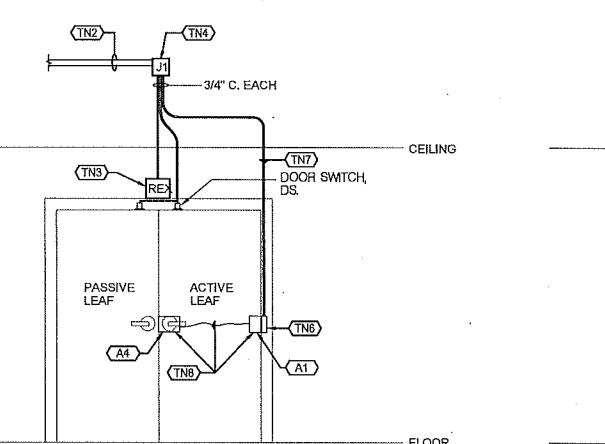 TN2
TN4
J1
3/4" C. EACH
CEILING
TN7
TN3
REX
DOOR SWITCH,
DS.
PASSIVE
LEAF
ACTIVE
LEAF
TN6
A4
TN8
A1
FLOOR